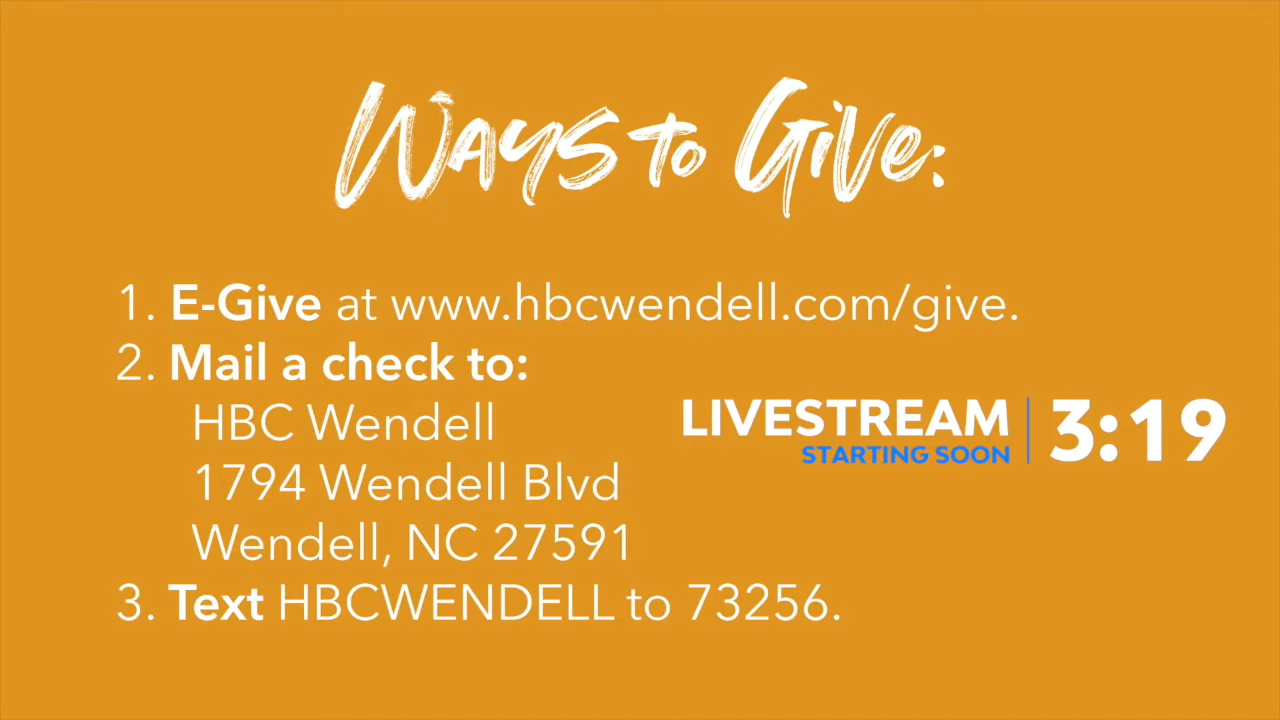 Ways to Give:
1. E-Give at www.hbcwendell.com/give.
2. Mail a check to:
HBC Wendell
1794 Wendell Blvd
Wendell, NC 27591
3. Text HBCWENDELL to 73256.
LIVESTREAM
STARTING SOON
3:19